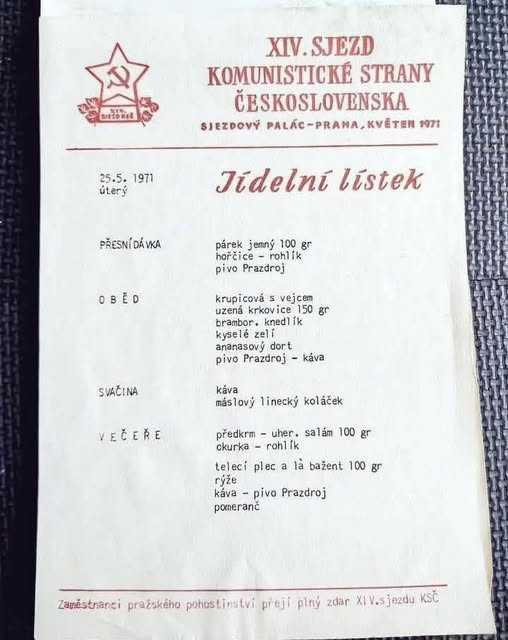 XIV. SJEZD
KOMUNISTICKÉ STRANY
ČESKOSLOVENSKA
SJEZDOVÝ PALÁC-PRAHA, KVĚTEN 1971
XIV.
SJEZD KSČ
25.5. 1971
úterý
Jídelní lístek
PŘESNÍDÁVKA
párek jemný 100 gr
hořčice - rohlík
pivo Prazdroj
OBĚD
krupicová s vejcem
uzená krkovice 150 gr
brambor. knedlík
kyselé zelí
ananasový dort
pivo Prazdroj - káva
SVAČINA
káva
máslový linecký koláček
VEČEŘE
předkrm - uher. salám 100 gr
okurka - rohlík
telecí plec a là bažent 100 gr
rýže
káva - pivo Prazdroj
pomeranč
Zaměstnanci pražského pohostinství přejí plný zdar XIV.sjezdu KSČ